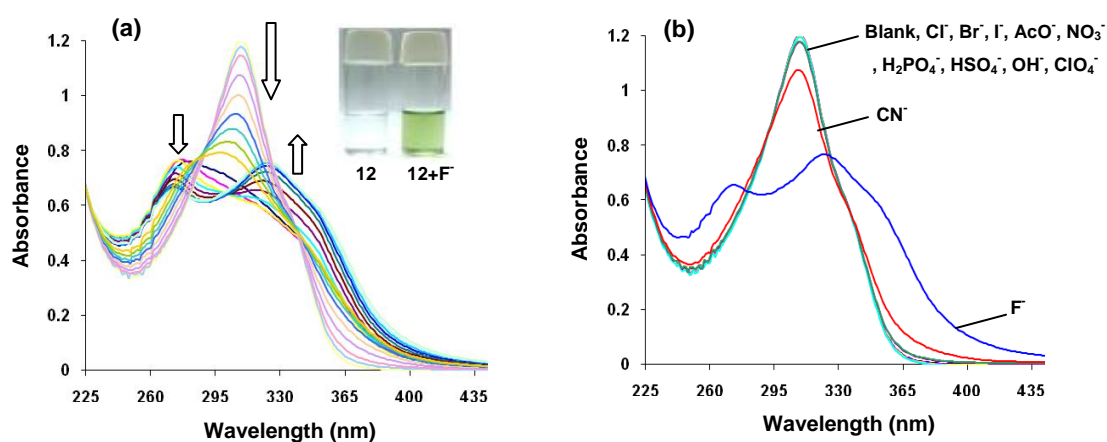 (a)
1.2
1
0.8
0.6
0.4
0.2
0
Absorbance
225 260 295 330 365 400 435
Wavelength (nm)
12 12+F⁻
(b)
1.2
1
0.8
0.6
0.4
0.2
0
Absorbance
225 260 295 330 365 400 435
Wavelength (nm)
Blank, Cl⁻, Br⁻, I⁻, AcO⁻, NO₃⁻
, H₂PO₄⁻, HSO₄⁻, OH⁻, ClO₄⁻
CN⁻
F⁻